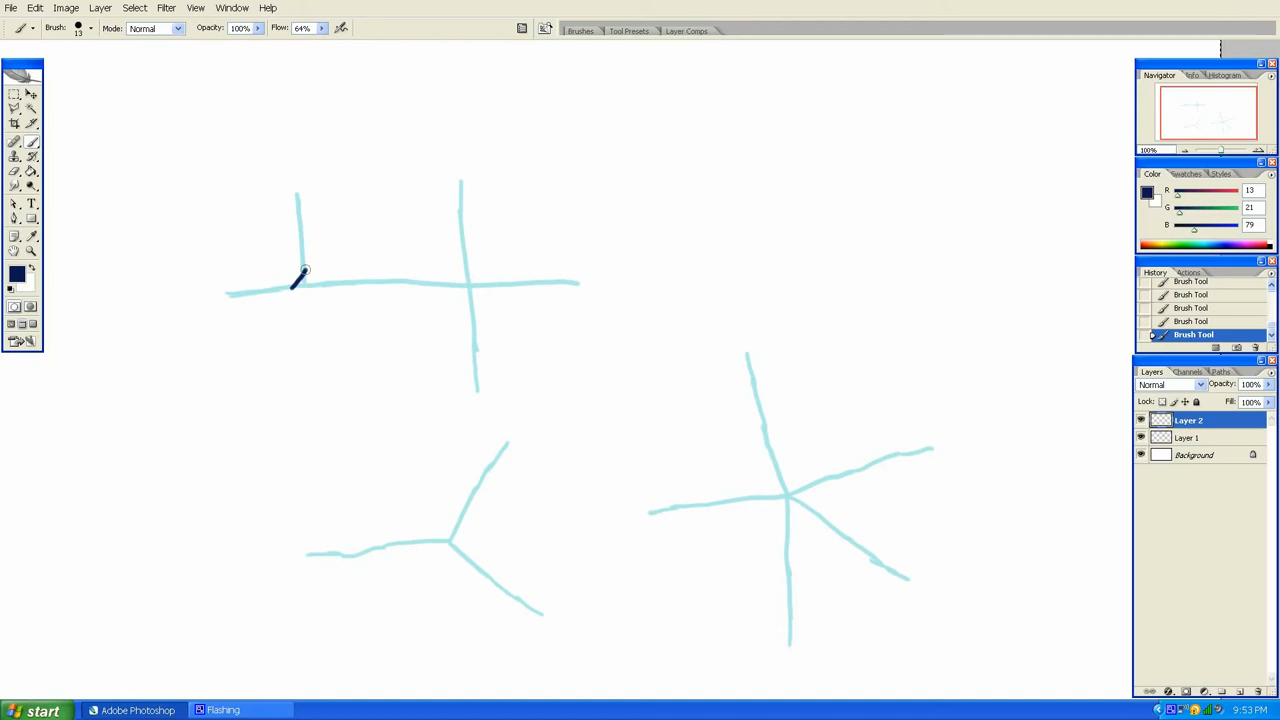 File Edit Image Layer Select Filter View Window Help
Brush: 13 Mode: Normal Opacity: 100% Flow: 64% Brushes Tool Presets Layer Comps
Navigator Info Histogram
100%
Color Swatches Styles
R 13
G 21
B 79
History Actions
Brush Tool
Brush Tool
Brush Tool
Brush Tool
Brush Tool
Layers Channels Paths
Normal Opacity: 100%
Lock: Fill: 100%
Layer 2
Layer 1
Background
start Adobe Photoshop Flashing 9:53 PM